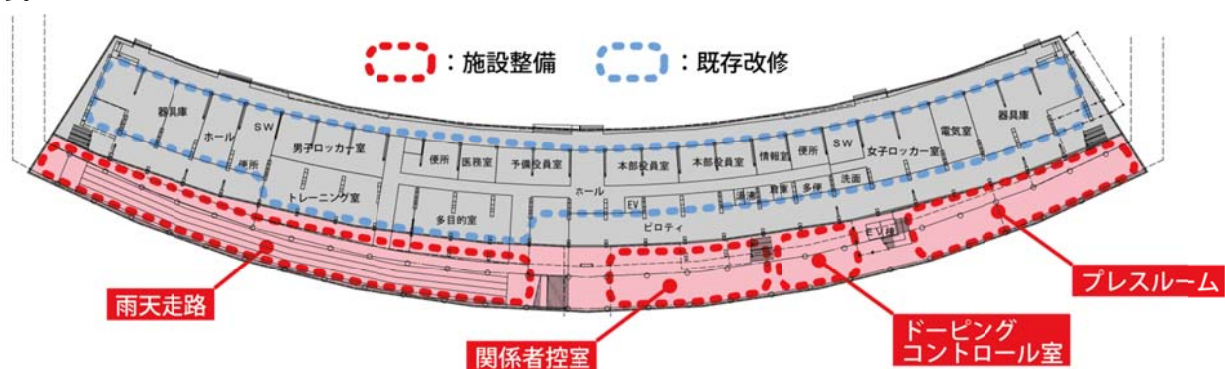 ：施設整備
：既存改修
器具庫
ホール
SW
便所
男子ロッカー室
トレーニング室
便所
医務室
予備役員室
多目的室
ホール
EV
本部役員室
本部役員室
情報室
便所
SW
湯沸
倉庫
多便
洗面
女子ロッカー室
電気室
器具庫
ピロティ
雨天走路
関係者控室
ドーピング
コントロール室
プレスルーム